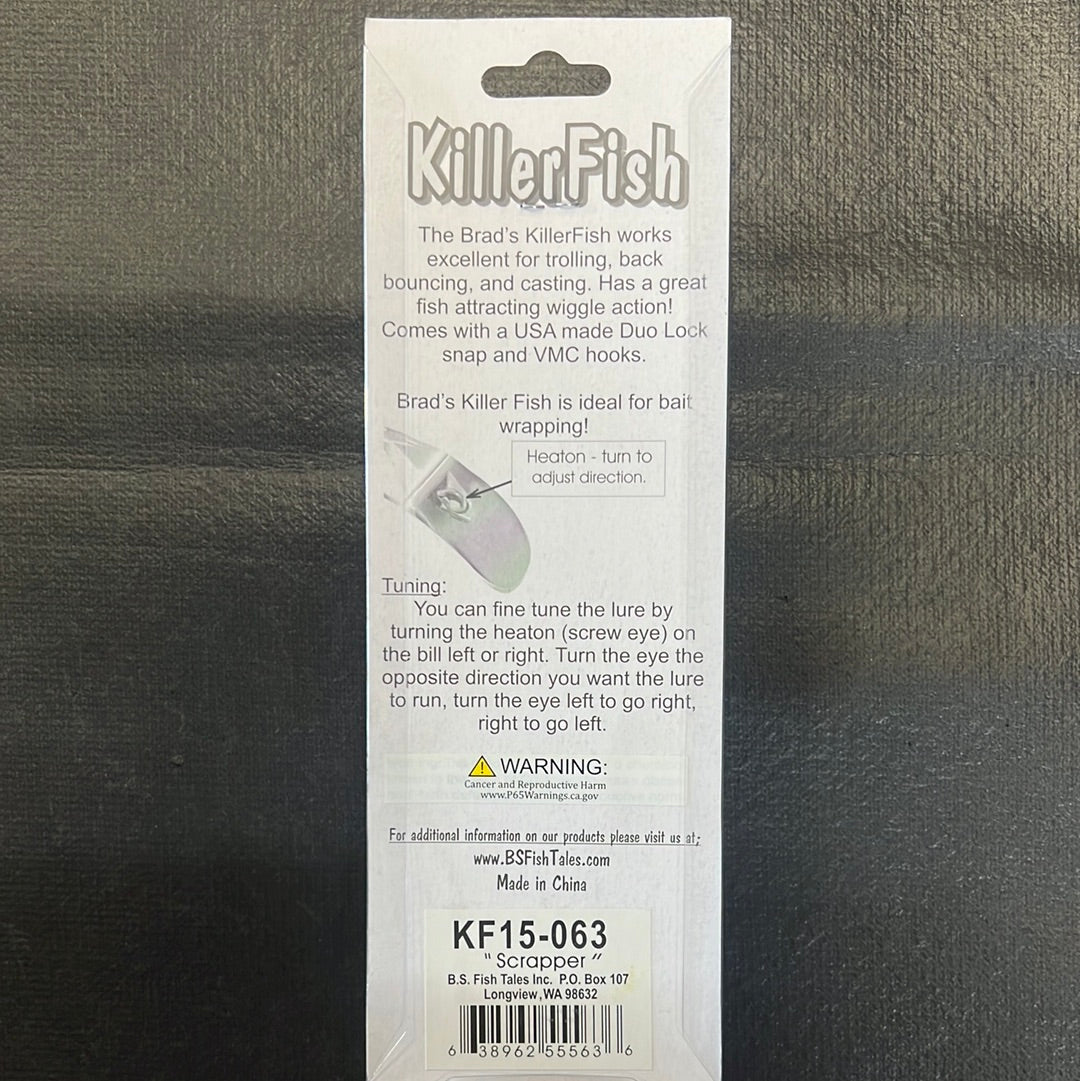 KillerFish
The Brad's KillerFish works
excellent for trolling, back
bouncing, and casting. Has a great
fish attracting wiggle action!
Comes with a USA made Duo Lock
snap and VMC hooks.
Brad's Killer Fish is ideal for bait
wrapping!
Heaton - turn to
adjust direction.
Tuning:
You can fine tune the lure by
turning the heaton (screw eye) on
the bill left or right. Turn the eye the
opposite direction you want the lure
to run, turn the eye left to go right,
right to go left.
WARNING:
Cancer and Reproductive Harm
www.P65Warnings.ca.gov
For additional information on our products please visit us at;
www.BSFishTales.com
Made in China
KF15-063
"Scrapper"
B.S. Fish Tales Inc. P.O. Box 107
Longview,WA 98632
6 38962 55563 6